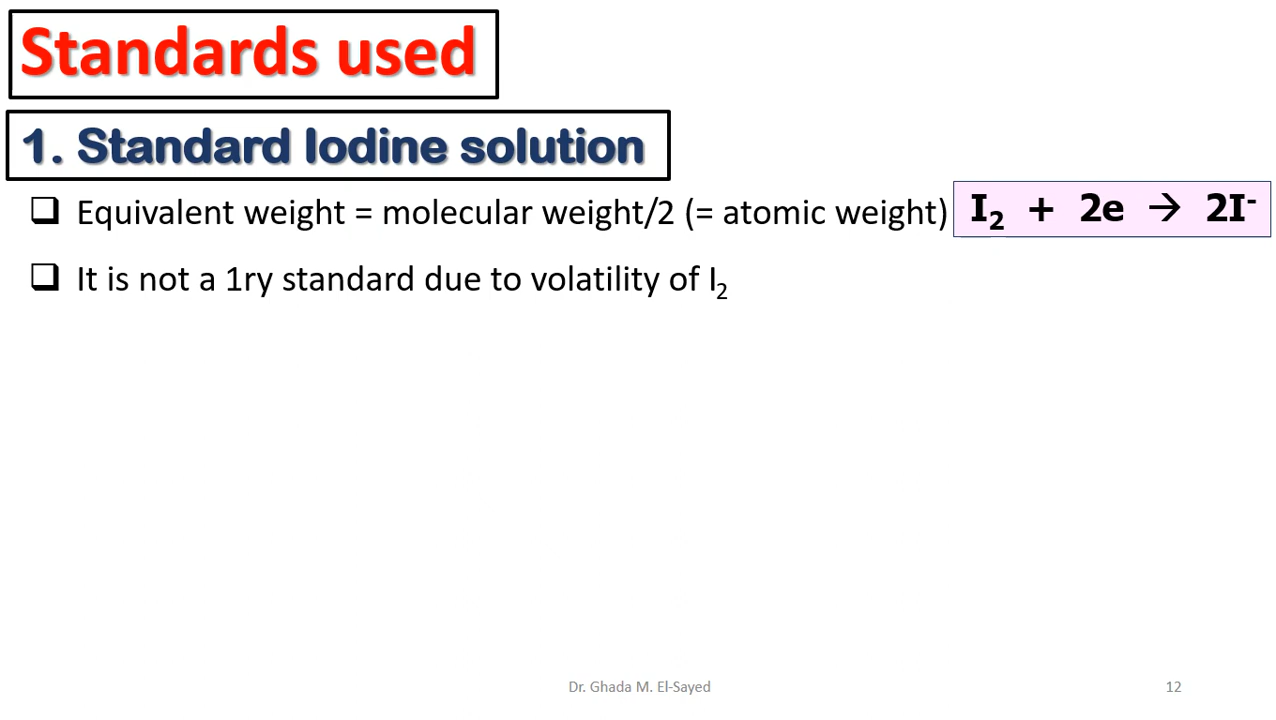 Standards used
1. Standard Iodine solution
❑ Equivalent weight = molecular weight/2 (= atomic weight) I₂ + 2e → 2I⁻
❑ It is not a 1ry standard due to volatility of I₂
Dr. Ghada M. El-Sayed 12